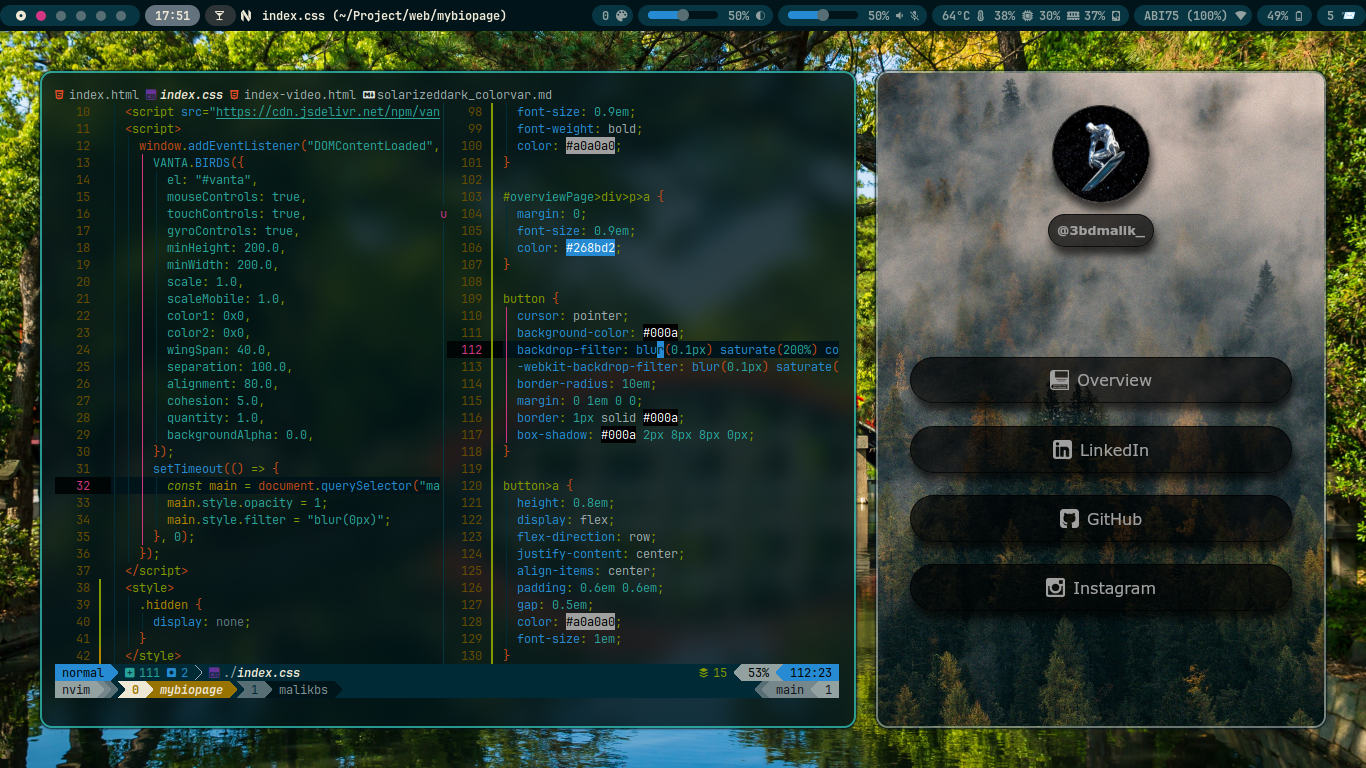 17:51
index.css (~/Project/web/mybiopage)
0
50%
50%
64°C 38% 30% 37%
ABI75 (100%)
49%
5
index.html index.css index-video.html solarizeddark_colorvar.md
10 <script src="https://cdn.jsdelivr.net/npm/van
11 <script>
12 window.addEventListener("DOMContentLoaded",
13 VANTA.BIRDS({
14 el: "#vanta",
15 mouseControls: true,
16 touchControls: true,
17 gyroControls: true,
18 minHeight: 200.0,
19 minWidth: 200.0,
20 scale: 1.0,
21 scaleMobile: 1.0,
22 color1: 0x0,
23 color2: 0x0,
24 wingSpan: 40.0,
25 separation: 100.0,
26 alignment: 80.0,
27 cohesion: 5.0,
28 quantity: 1.0,
29 backgroundAlpha: 0.0,
30 });
31 setTimeout(() => {
32 const main = document.querySelector("ma
33 main.style.opacity = 1;
34 main.style.filter = "blur(0px)";
35 }, 0);
36 });
37 </script>
38 <style>
39 .hidden {
40 display: none;
41 }
42 </style>
98 font-size: 0.9em;
99 font-weight: bold;
100 color: #a0a0a0;
101 }
102
103 #overviewPage>div>p>a {
U 104 margin: 0;
105 font-size: 0.9em;
106 color: #268bd2;
107 }
108
109 button {
110 cursor: pointer;
111 background-color: #000a;
112 backdrop-filter: blur(0.1px) saturate(200%) co
113 -webkit-backdrop-filter: blur(0.1px) saturate(
114 border-radius: 10em;
115 margin: 0 1em 0 0;
116 border: 1px solid #000a;
117 box-shadow: #000a 2px 8px 8px 0px;
118 }
119
120 button>a {
121 height: 0.8em;
122 display: flex;
123 flex-direction: row;
124 justify-content: center;
125 align-items: center;
126 padding: 0.6em 0.6em;
127 gap: 0.5em;
128 color: #a0a0a0;
129 font-size: 1em;
130 }
normal 111 2 ./index.css 15 53% 112:23
nvim 0 mybiopage 1 malikbs main 1
@3bdmalik_
Overview
LinkedIn
GitHub
Instagram